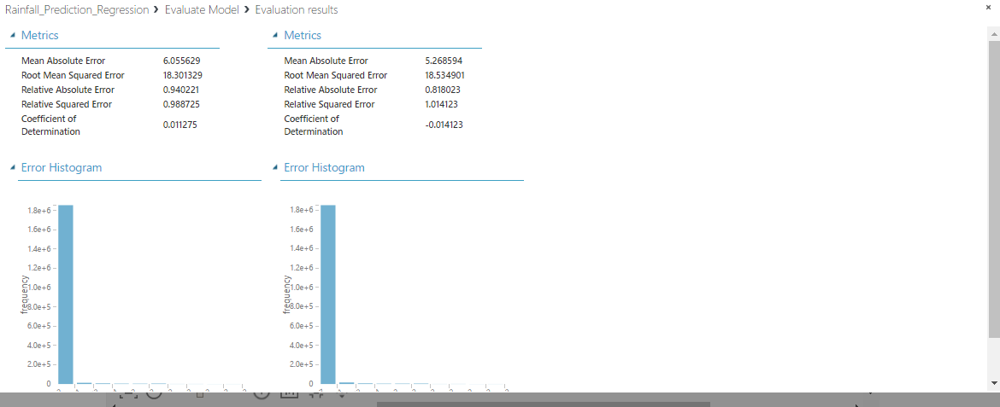 Rainfall_Prediction_Regression › Evaluate Model › Evaluation results
Metrics
Mean Absolute Error 6.055629
Root Mean Squared Error 18.301329
Relative Absolute Error 0.940221
Relative Squared Error 0.988725
Coefficient of
Determination 0.011275
Metrics
Mean Absolute Error 5.268594
Root Mean Squared Error 18.534901
Relative Absolute Error 0.818023
Relative Squared Error 1.014123
Coefficient of
Determination -0.014123
Error Histogram
frequency
1.8e+6
1.6e+6
1.4e+6
1.2e+6
1.0e+6
8.0e+5
6.0e+5
4.0e+5
2.0e+5
0
Error Histogram
frequency
1.8e+6
1.6e+6
1.4e+6
1.2e+6
1.0e+6
8.0e+5
6.0e+5
4.0e+5
2.0e+5
0